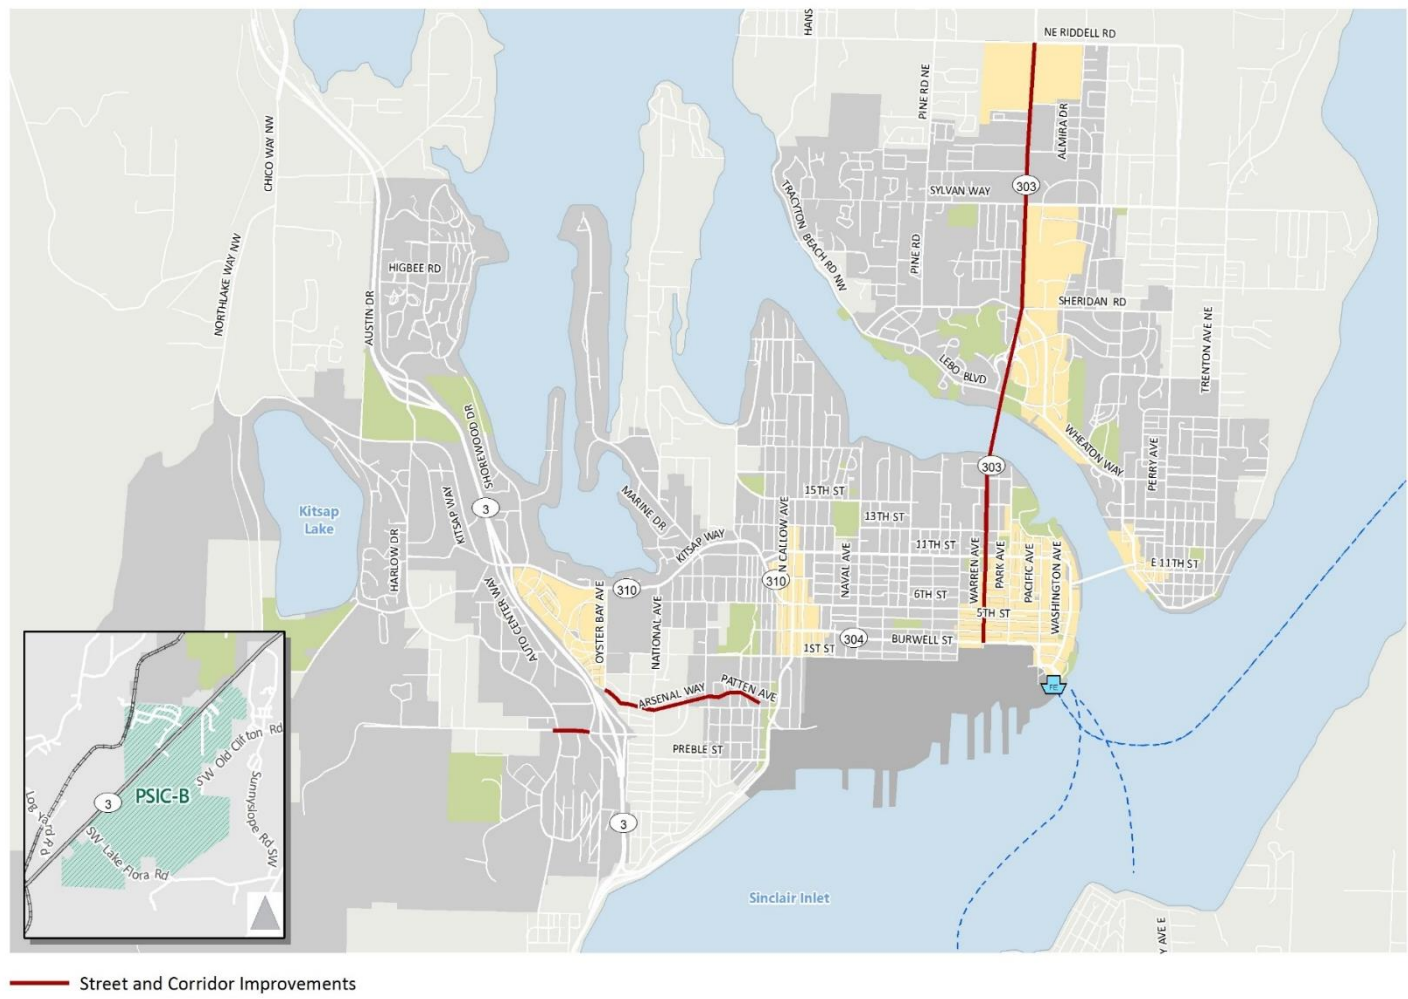 HANS
NE RIDDELL RD
PINE RD NE
ALMIRA DR
CHICO WAY NW
303
SYLVAN WAY
TRACYTON BEACH RD NW
PINE RD
HIGBEE RD
NORTHLAKE WAY NW
AUSTIN DR
SHERIDAN RD
TRENTON AVE NE
LEBO BLVD
SHOREWOOD DR
WHEATON WAY
PERRY AVE
303
KITSAP WAY
3
MARINE DR
15TH ST
13TH ST
N CALLOW AVE
Kitsap
Lake
HARLOW DR
KITSAP WAY
11TH ST
NAVAL AVE
WARREN AVE
PARK AVE
PACIFIC AVE
WASHINGTON AVE
E 11TH ST
AUTO CENTER WAY
OYSTER BAY AVE
310
310
NATIONAL AVE
6TH ST
5TH ST
304
BURWELL ST
1ST ST
ARSENAL WAY
PATTEN AVE
PREBLE ST
3
Sinclair Inlet
Y AVE E
SW Old Clifton Rd
PSIC-B
3
Log Yard Rd
SW Lake Flora Rd
Sunnyslope Rd SW
Street and Corridor Improvements